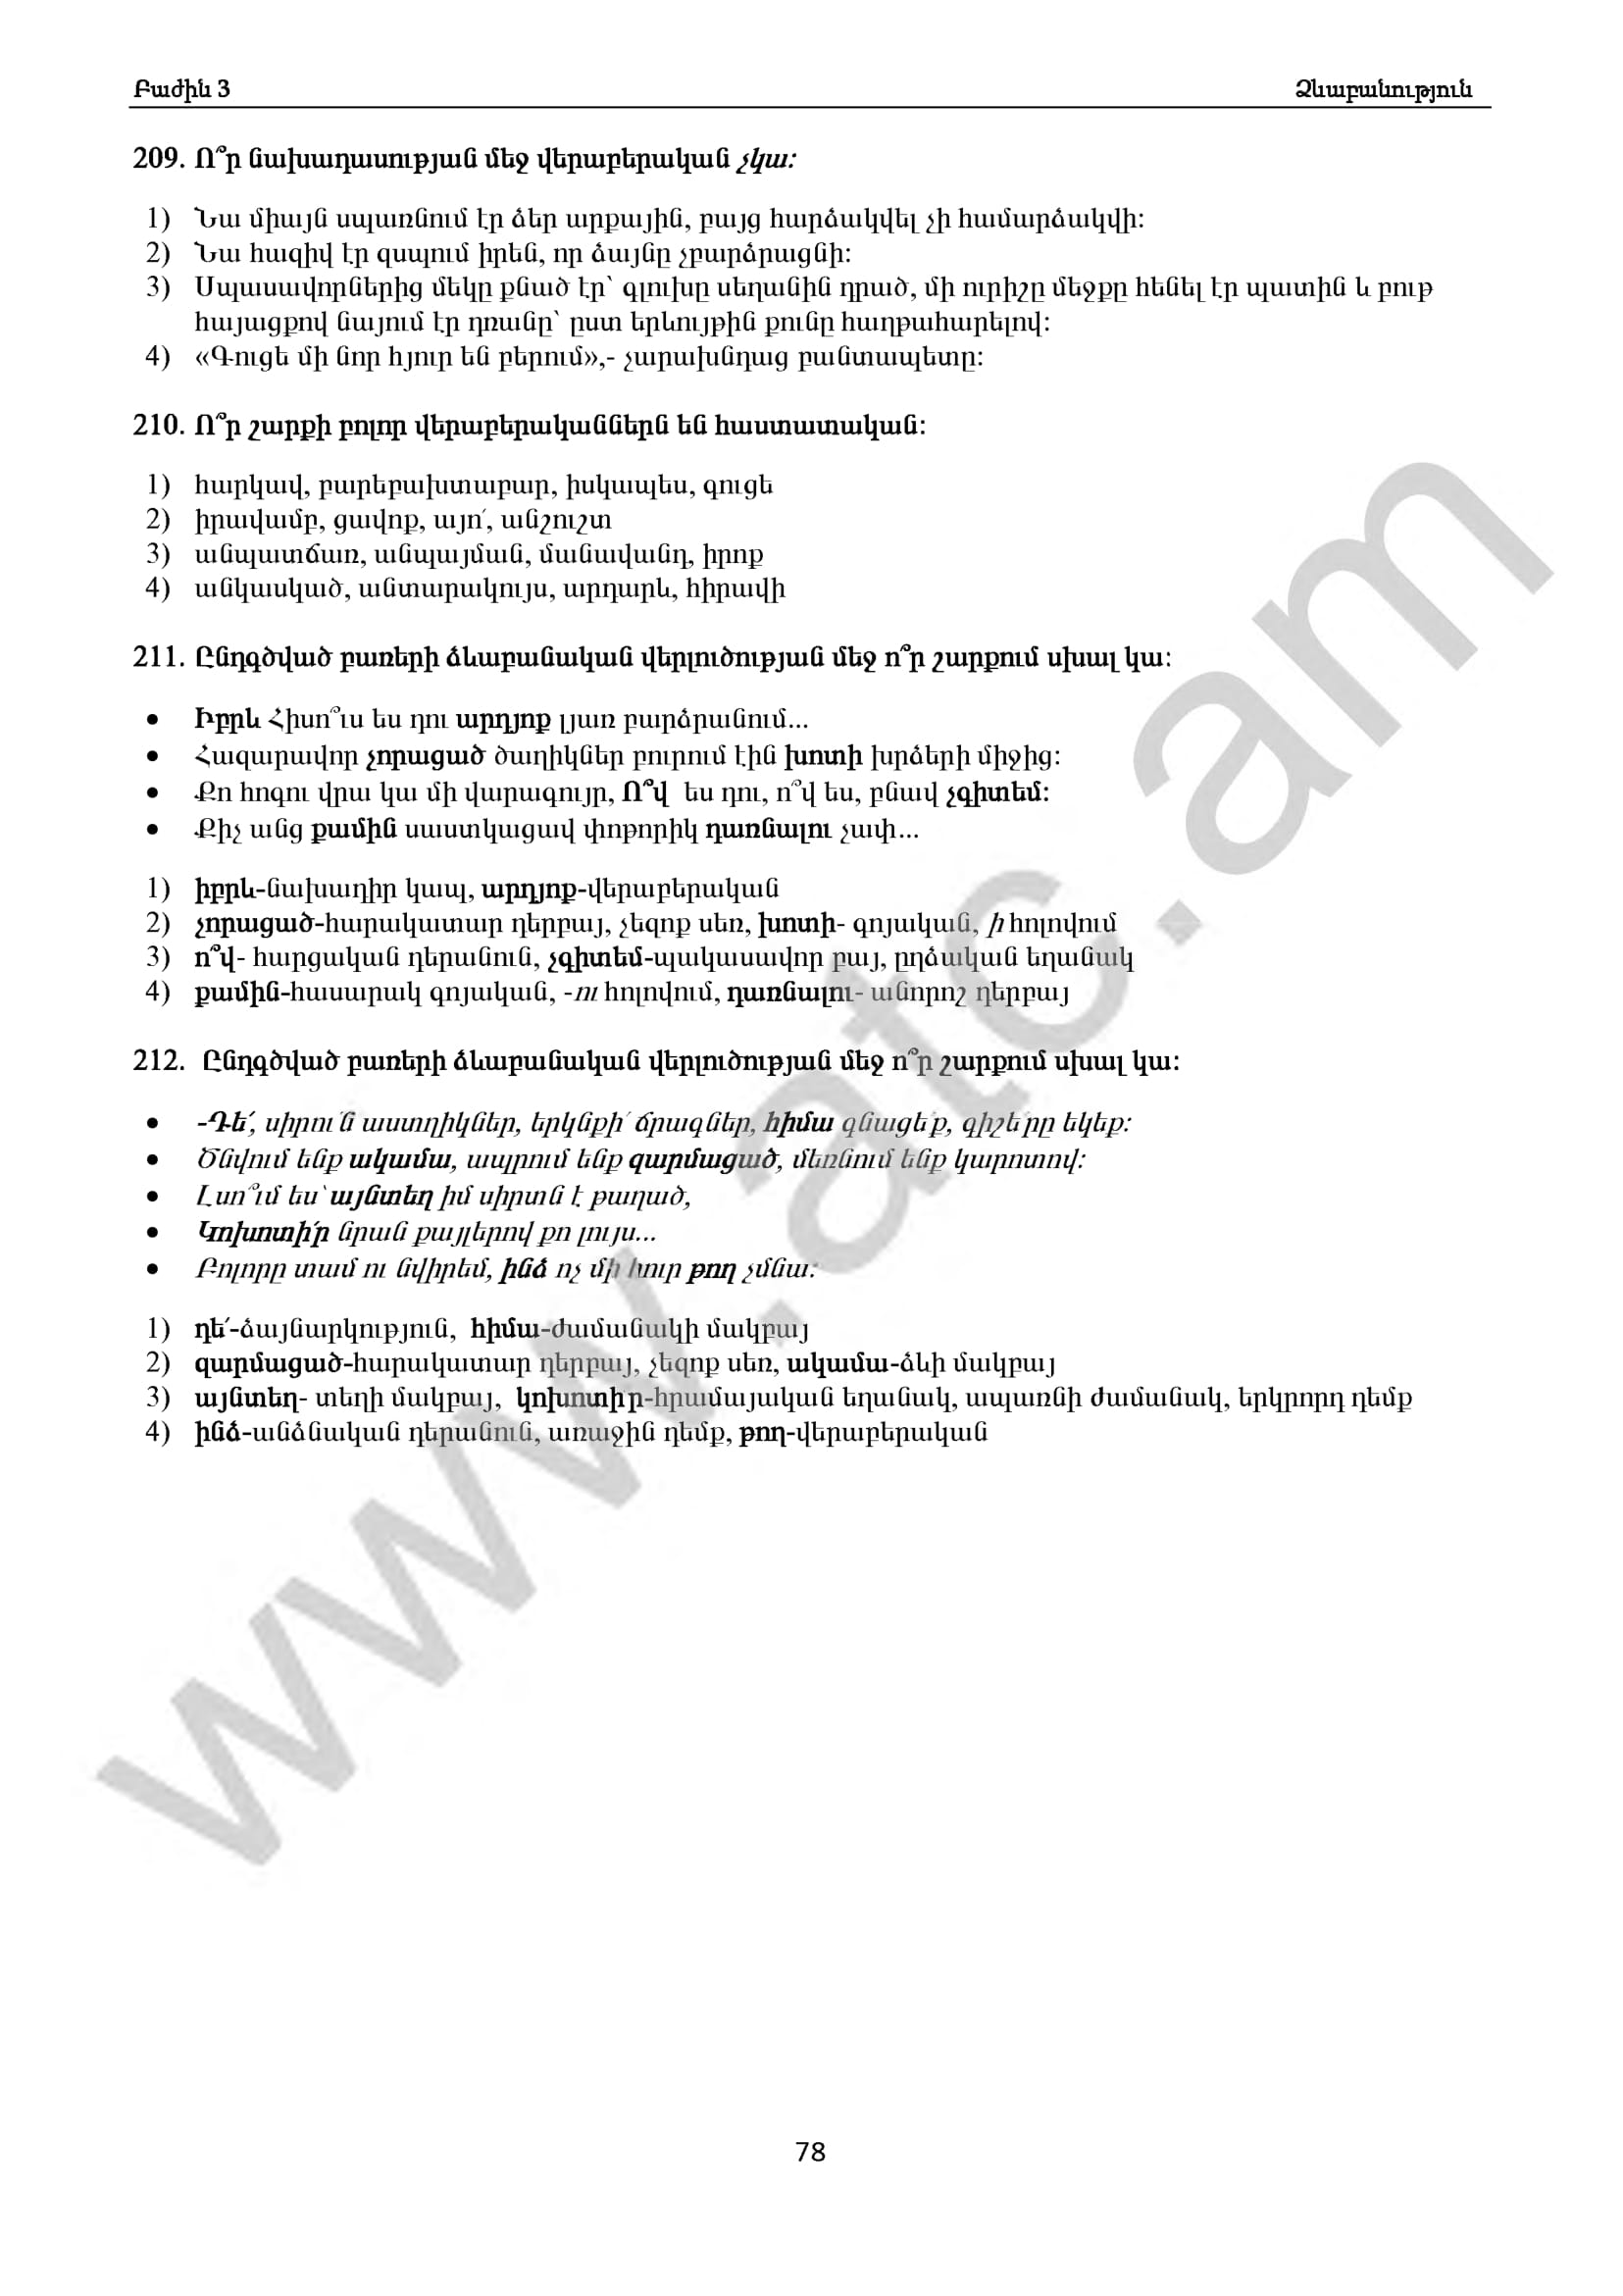 Բաժին 3 Ձևաբանություն
209. Ո՞ր նախադասության մեջ վերաբերական չկա:
1) Նա միայն սպառնում էր ձեր արքային, բայց հարձակվել չի համարձակվի:
2) Նա հազիվ էր զսպում իրեն, որ ձայնը չբարձրացնի:
3) Սպասավորներից մեկը քնած էր՝ գլուխը սեղանին դրած, մի ուրիշը մեջքը հենել էր պատին և բութ
հայացքով նայում էր դռանը՝ ըստ երևույթին քունը հաղթահարելով:
4) «Գուցե մի նոր հյուր են բերում»,- չարախնդաց բանտապետը:
210. Ո՞ր շարքի բոլոր վերաբերականներն են հաստատական:
1) հարկավ, բարեբախտաբար, իսկապես, գուցե
2) իրավամբ, ցավոք, այո՛, անշուշտ
3) անպատճառ, անպայման, մանավանդ, իրոք
4) անկասկած, անտարակույս, արդարև, հիրավի
211. Ընդգծված բառերի ձևաբանական վերլուծության մեջ ո՞ր շարքում սխալ կա:
• Իբրև Հիսո՞ւս ես դու արդյոք լյառ բարձրանում...
• Հազարավոր չորացած ծաղիկներ բուրում էին խոտի խրձերի միջից:
• Քո հոգու վրա կա մի վարագույր, Ո՞վ ես դու, ո՞վ ես, բնավ չգիտեմ:
• Քիչ անց քամին սաստկացավ փոթորիկ դառնալու չափ...
1) իբրև-նախադիր կապ, արդյոք-վերաբերական
2) չորացած-հարակատար դերբայ, չեզոք սեռ, խոտի- գոյական, ի հոլովում
3) ո՞վ- հարցական դերանուն, չգիտեմ-պակասավոր բայ, ըղձական եղանակ
4) քամին-հասարակ գոյական, -ու հոլովում, դառնալու- անորոշ դերբայ
212. Ընդգծված բառերի ձևաբանական վերլուծության մեջ ո՞ր շարքում սխալ կա:
• -Դե՛, սիրո՛ւն աստղիկներ, երկնքի՛ ճրագներ, հիմա գնացե՛ք, գիշե՛րը եկեք:
• Ծնվում ենք ակամա, ապրում ենք զարմացած, մեռնում ենք կարոտով:
• Լսո՞ւմ ես՝ այնտեղ իմ սիրտն է թաղած,
• Կոխոտի՛ր նրան քայլերով քո լույս...
• Բոլորը տամ ու նվիրեմ, ինձ ոչ մի հուր թող չմնա:
1) դե՛-ձայնարկություն, հիմա-ժամանակի մակբայ
2) զարմացած-հարակատար դերբայ, չեզոք սեռ, ակամա-ձևի մակբայ
3) այնտեղ- տեղի մակբայ, կոխոտի՛ր-հրամայական եղանակ, ապառնի ժամանակ, երկրորդ դեմք
4) ինձ-անձնական դերանուն, առաջին դեմք, թող-վերաբերական
www.atc.am
78